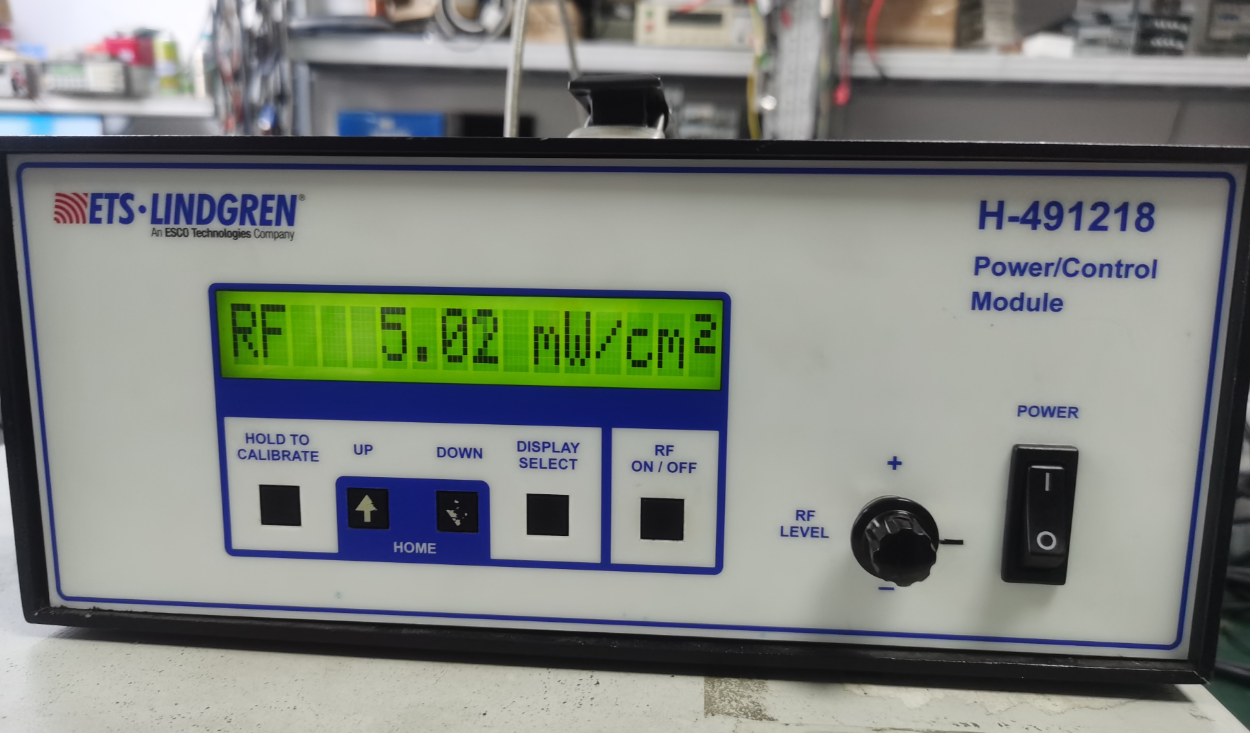 ETS·LINDGREN®
An ESCO Technologies Company
H-491218
Power/Control
Module
RF 5.02 mW/cm²
HOLD TO
CALIBRATE
UP
DOWN
HOME
DISPLAY
SELECT
RF
ON / OFF
RF
LEVEL
+
−
POWER
I
O